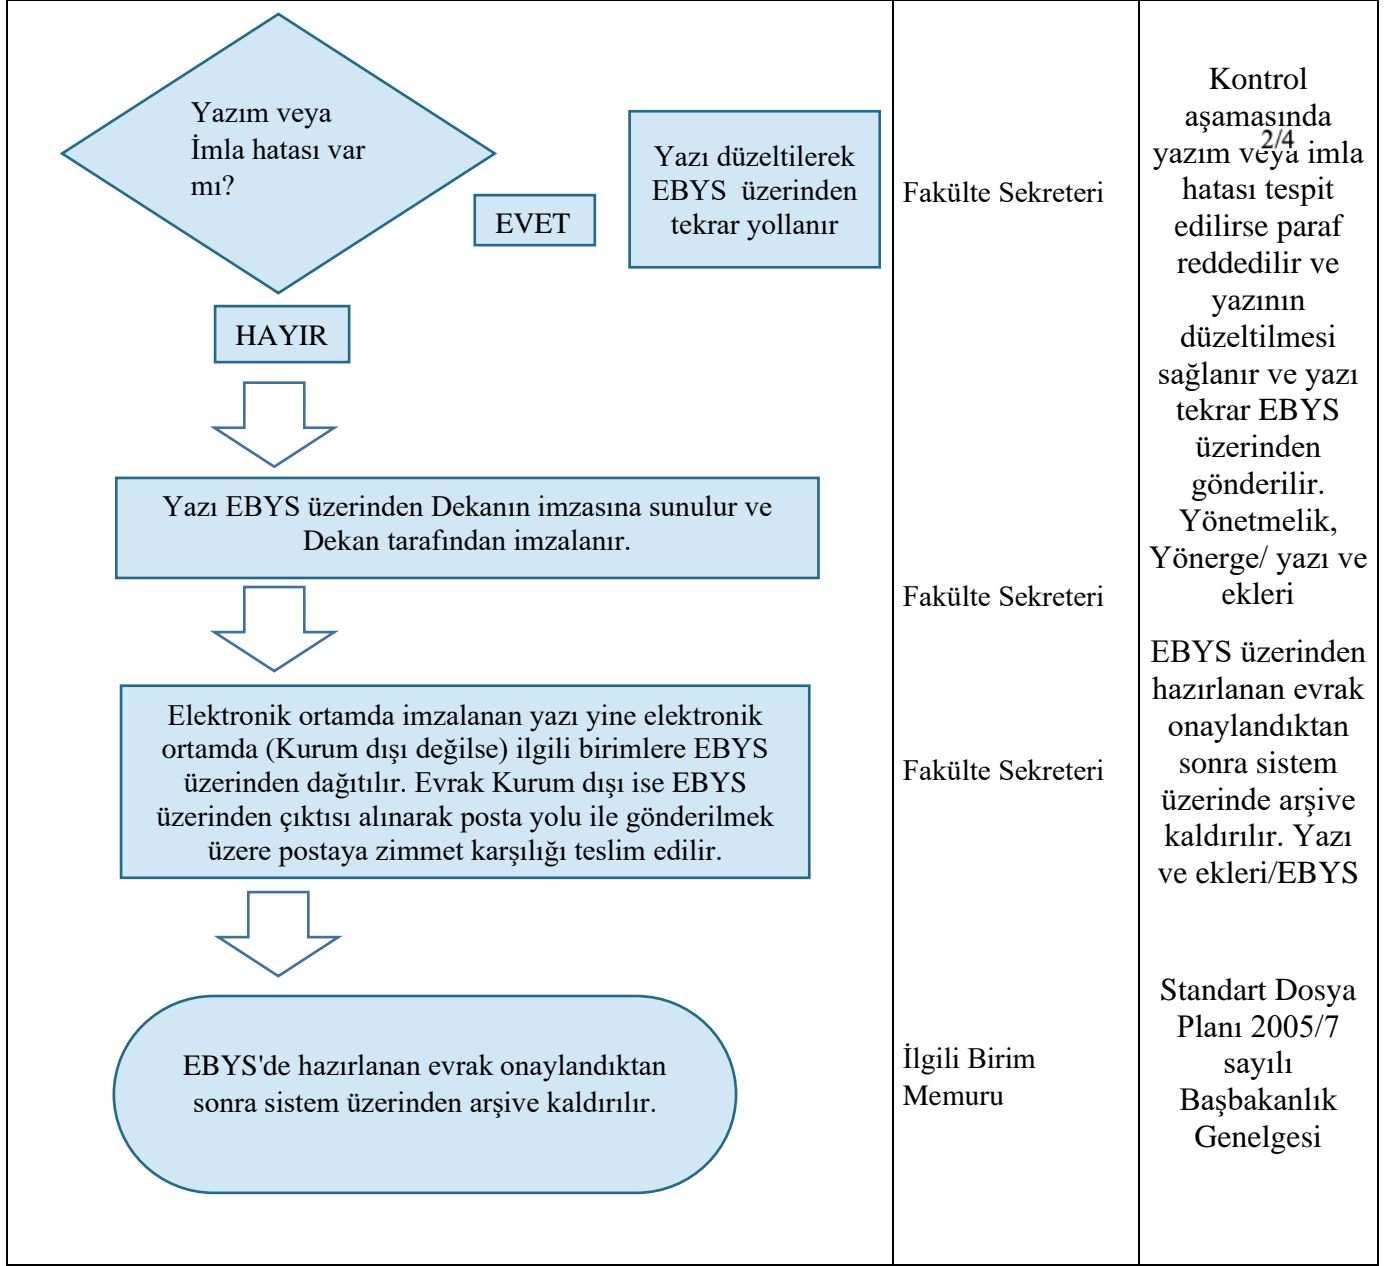 Yazım veya
İmla hatası var
mı?
EVET
Yazı düzeltilerek
EBYS üzerinden
tekrar yollanır
HAYIR
Yazı EBYS üzerinden Dekanın imzasına sunulur ve
Dekan tarafından imzalanır.
Elektronik ortamda imzalanan yazı yine elektronik
ortamda (Kurum dışı değilse) ilgili birimlere EBYS
üzerinden dağıtılır. Evrak Kurum dışı ise EBYS
üzerinden çıktısı alınarak posta yolu ile gönderilmek
üzere postaya zimmet karşılığı teslim edilir.
EBYS'de hazırlanan evrak onaylandıktan
sonra sistem üzerinden arşive kaldırılır.
Fakülte Sekreteri
Fakülte Sekreteri
Fakülte Sekreteri
İlgili Birim
Memuru
Kontrol
aşamasında
2/4
yazım veya imla
hatası tespit
edilirse paraf
reddedilir ve
yazının
düzeltilmesi
sağlanır ve yazı
tekrar EBYS
üzerinden
gönderilir.
Yönetmelik,
Yönerge/ yazı ve
ekleri
EBYS üzerinden
hazırlanan evrak
onaylandıktan
sonra sistem
üzerinde arşive
kaldırılır. Yazı
ve ekleri/EBYS
Standart Dosya
Planı 2005/7
sayılı
Başbakanlık
Genelgesi